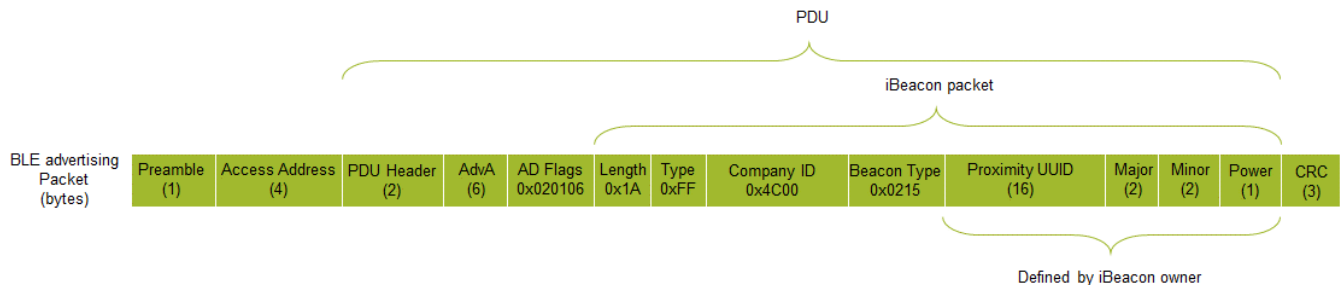 PDU
iBeacon packet
BLE advertising
Packet
(bytes)
Preamble
(1)
Access Address
(4)
PDU Header
(2)
AdvA
(6)
AD Flags
0x020106
Length
0x1A
Type
0xFF
Company ID
0x4C00
Beacon Type
0x0215
Proximity UUID
(16)
Major
(2)
Minor
(2)
Power
(1)
CRC
(3)
Defined by iBeacon owner